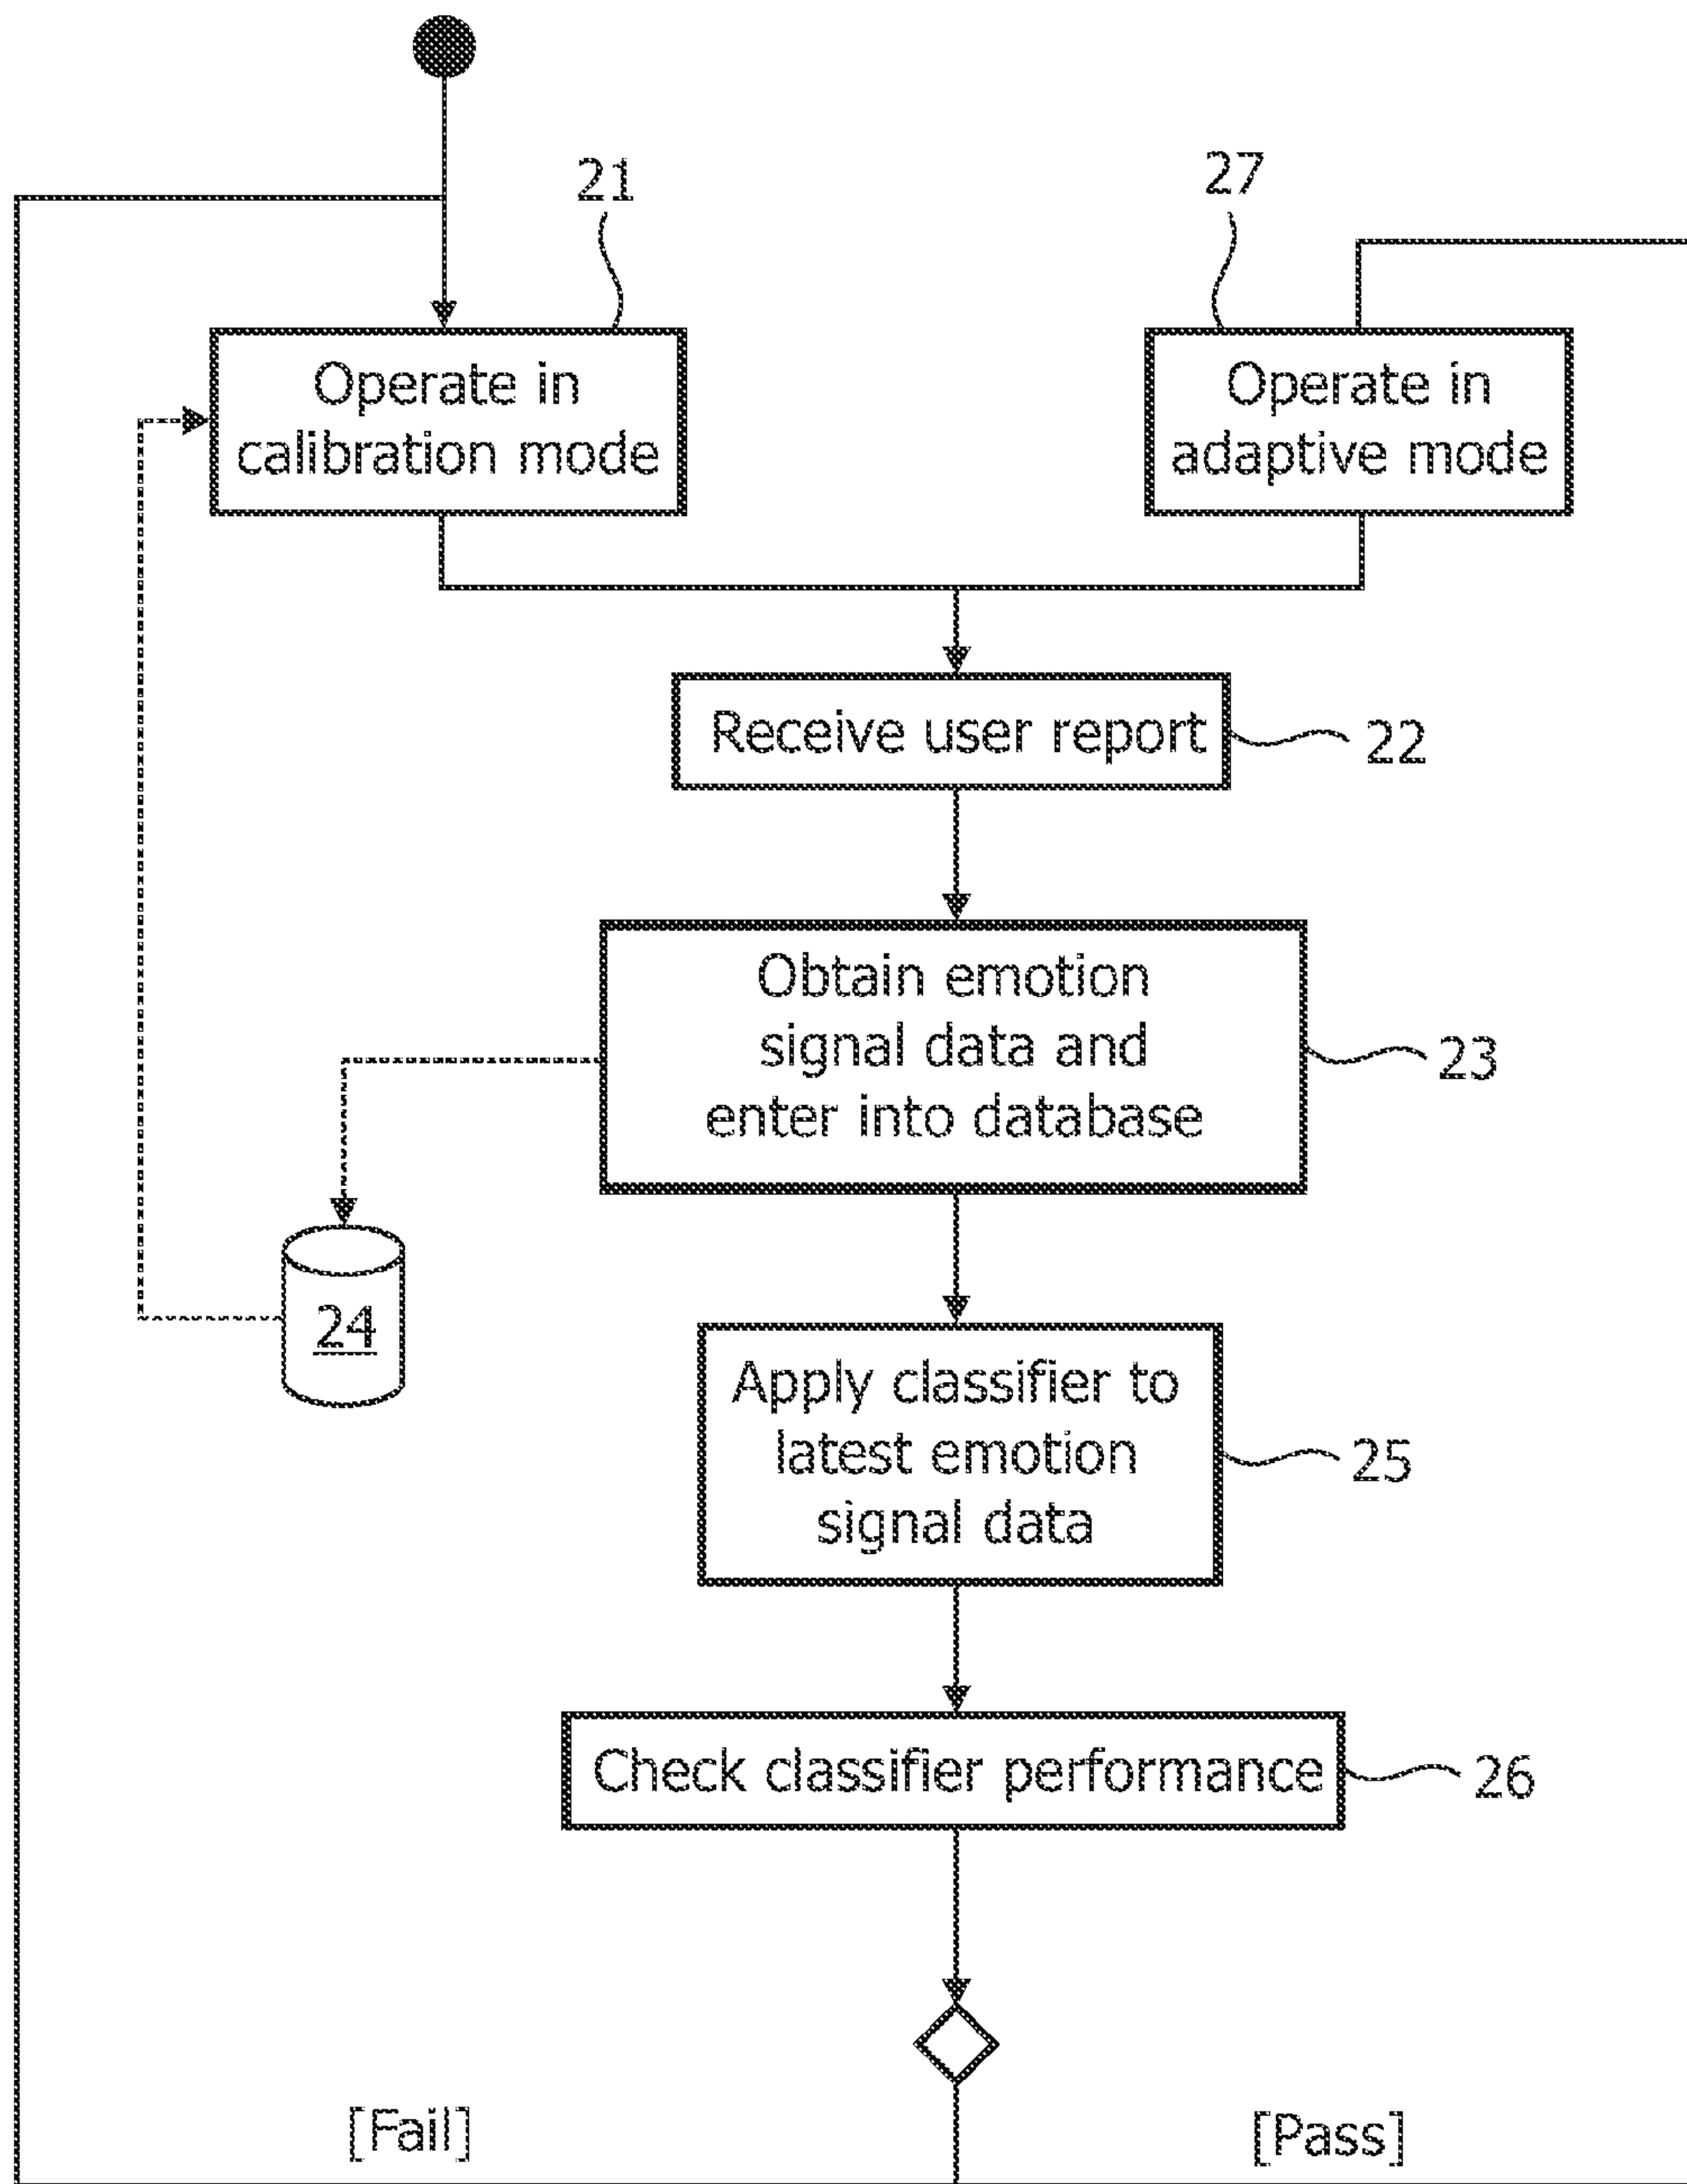 21
27
Operate in
calibration mode
Operate in
adaptive mode
Receive user report
22
Obtain emotion
signal data and
enter into database
23
24
Apply classifier to
latest emotion
signal data
25
Check classifier performance
26
[Fail]
[Pass]